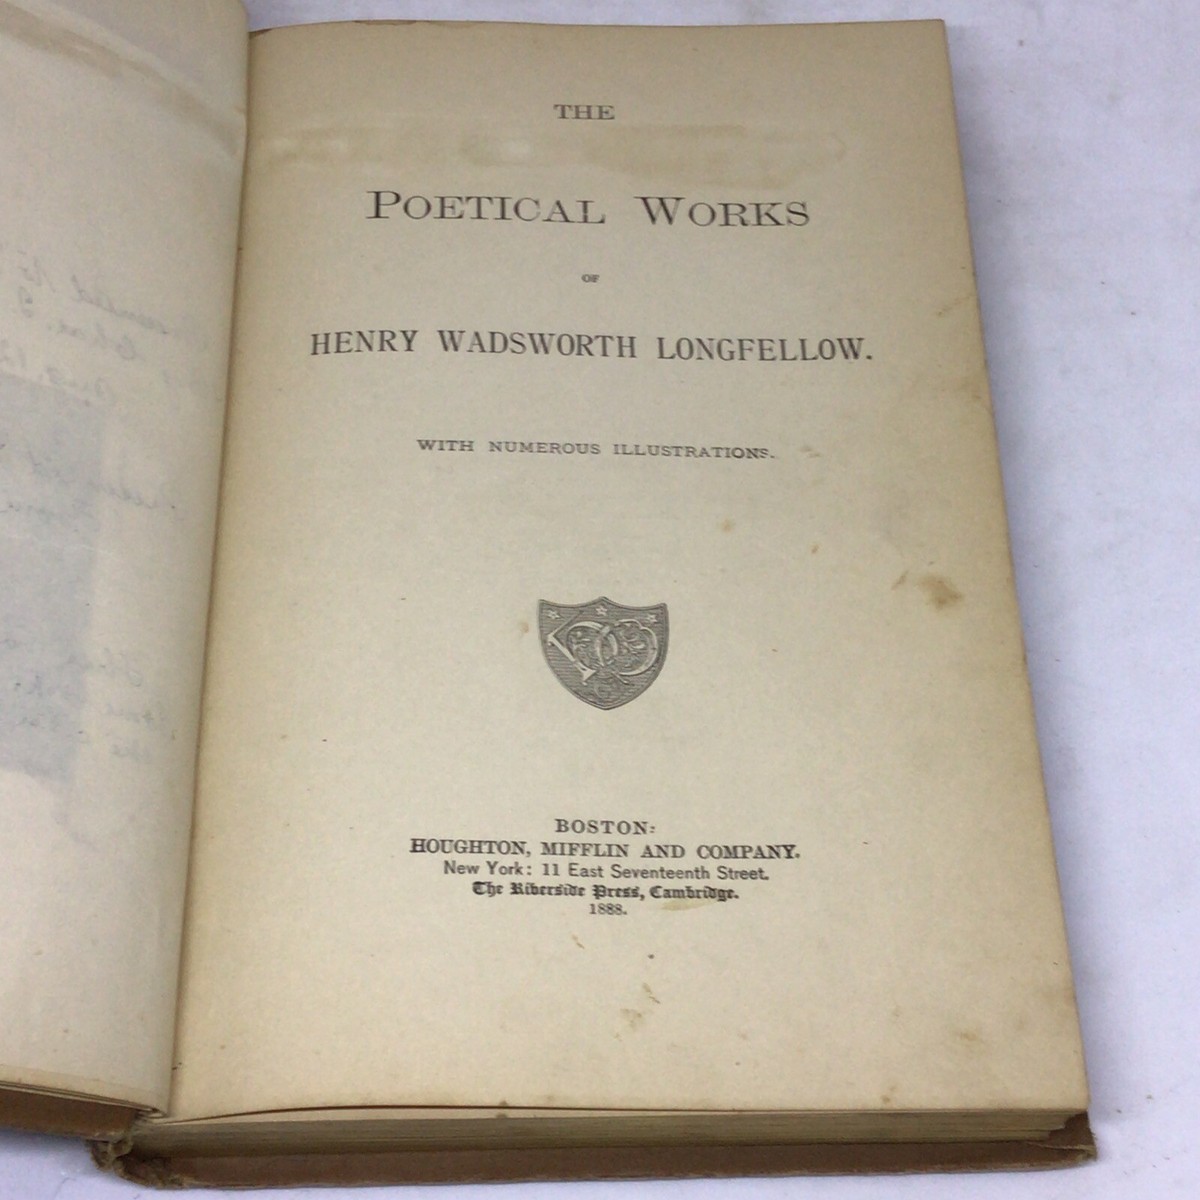 THE
POETICAL WORKS
OF
HENRY WADSWORTH LONGFELLOW.
WITH NUMEROUS ILLUSTRATIONS.
BOSTON:
HOUGHTON, MIFFLIN AND COMPANY.
New York: 11 East Seventeenth Street.
The Riverside Press, Cambridge.
1888.